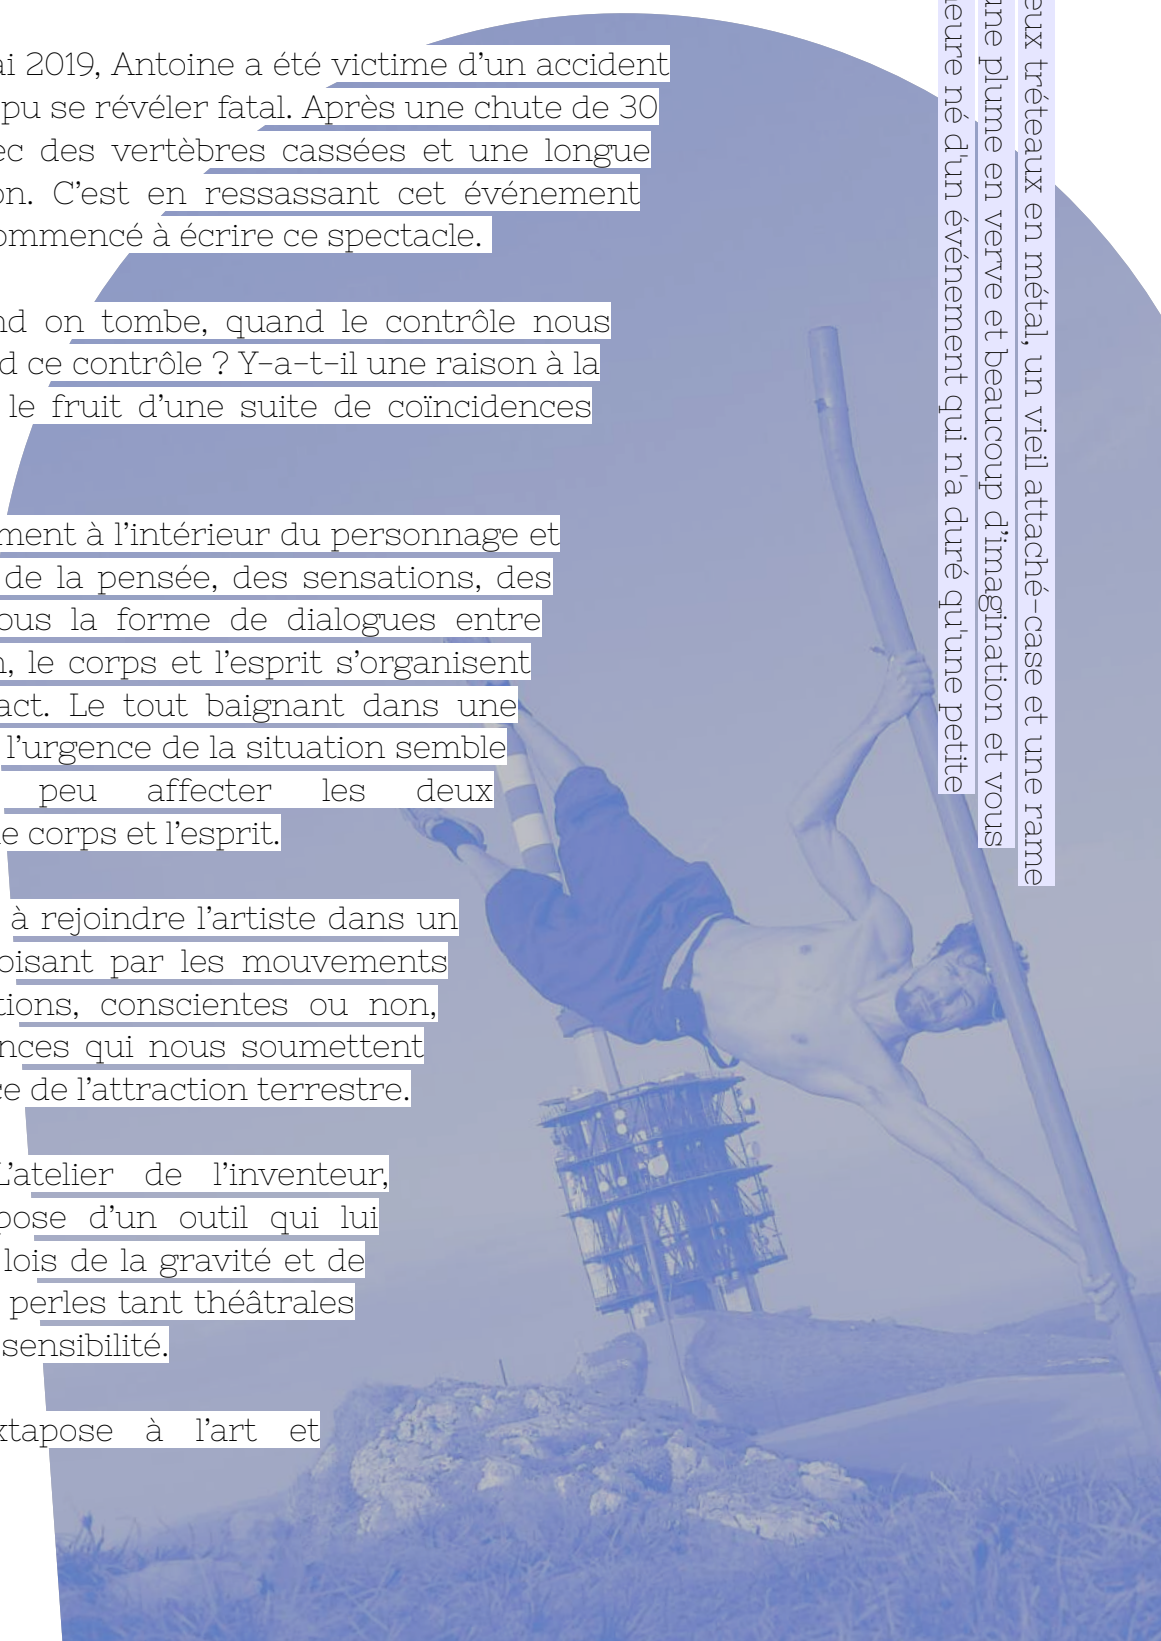 ai 2019, Antoine a été victime d’un accident
pu se révéler fatal. Après une chute de 30
ec des vertèbres cassées et une longue
on. C’est en ressassant cet événement
ommencé à écrire ce spectacle.
nd on tombe, quand le contrôle nous
d ce contrôle ? Y-a-t-il une raison à la
le fruit d’une suite de coïncidences
ment à l’intérieur du personnage et
de la pensée, des sensations, des
ous la forme de dialogues entre
n, le corps et l’esprit s’organisent
act. Le tout baignant dans une
l’urgence de la situation semble
peu affecter les deux
e corps et l’esprit.
à rejoindre l’artiste dans un
oisant par les mouvements
tions, conscientes ou non,
nces qui nous soumettent
ce de l’attraction terrestre.
L’atelier de l’inventeur,
pose d’un outil qui lui
lois de la gravité et de
perles tant théâtrales
sensibilité.
xtapose à l’art et
eux tréteaux en métal, un vieil attaché-case et une rame
une plume en verve et beaucoup d’imagination et vous
eure né d'un événement qui n'a duré qu'une petite